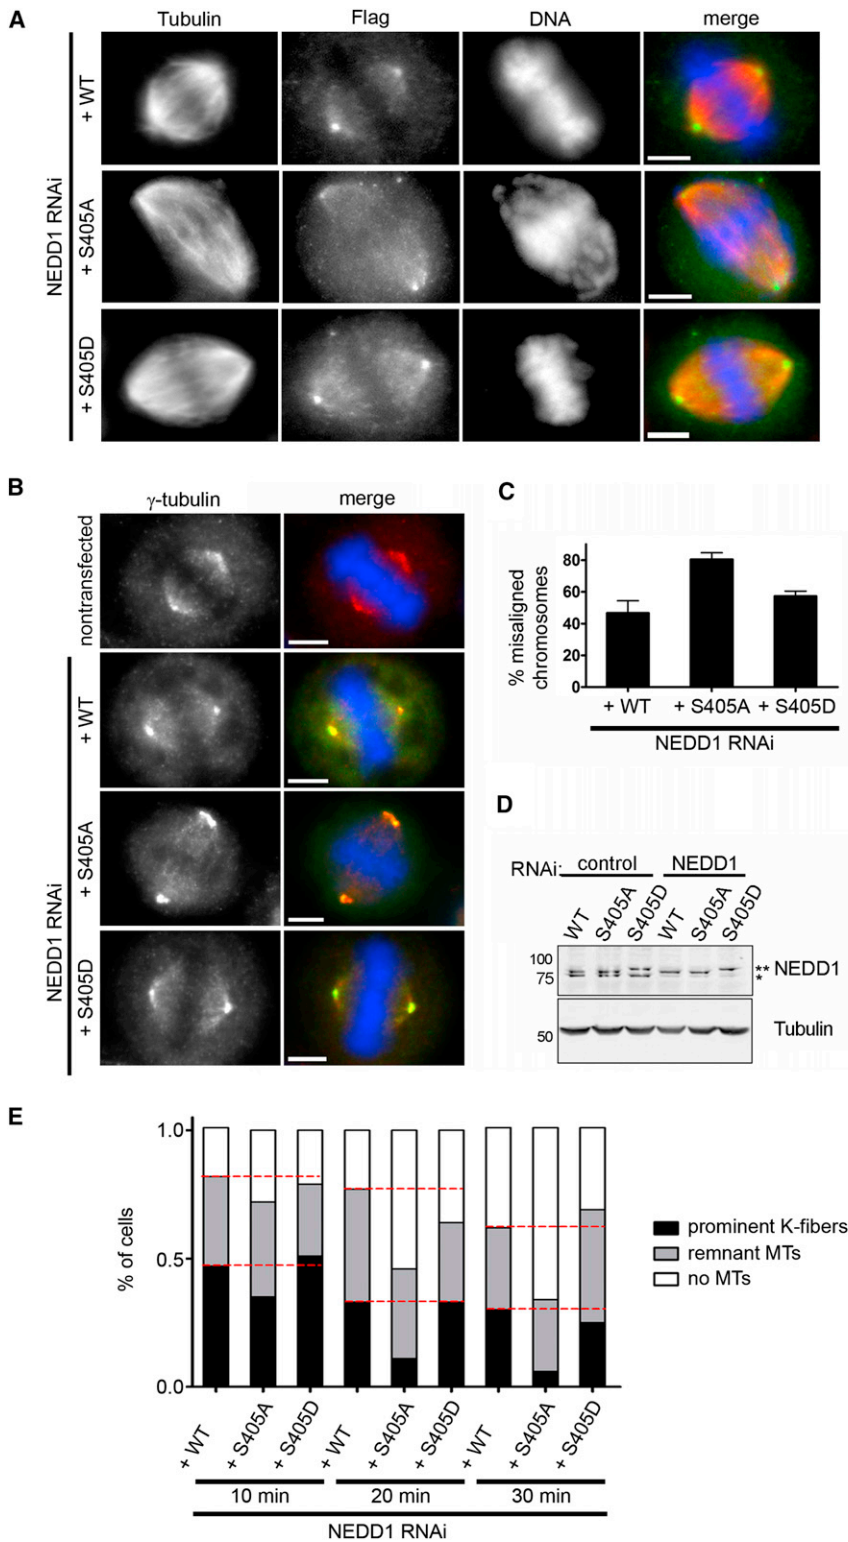 A
Tubulin Flag DNA merge
NEDD1 RNAi
+ WT
+ S405A
+ S405D
B
γ-tubulin merge
nontransfected
NEDD1 RNAi
+ WT
+ S405A
+ S405D
C
% misaligned
chromosomes
80
60
40
20
0
+ WT + S405A + S405D
NEDD1 RNAi
D
RNAi: control NEDD1
WT S405A S405D WT S405A S405D
100
75
** NEDD1
*
50
Tubulin
E
% of cells
1.0
0.5
0.0
prominent K-fibers
remnant MTs
no MTs
+ WT + S405A + S405D + WT + S405A + S405D + WT + S405A + S405D
10 min 20 min 30 min
NEDD1 RNAi